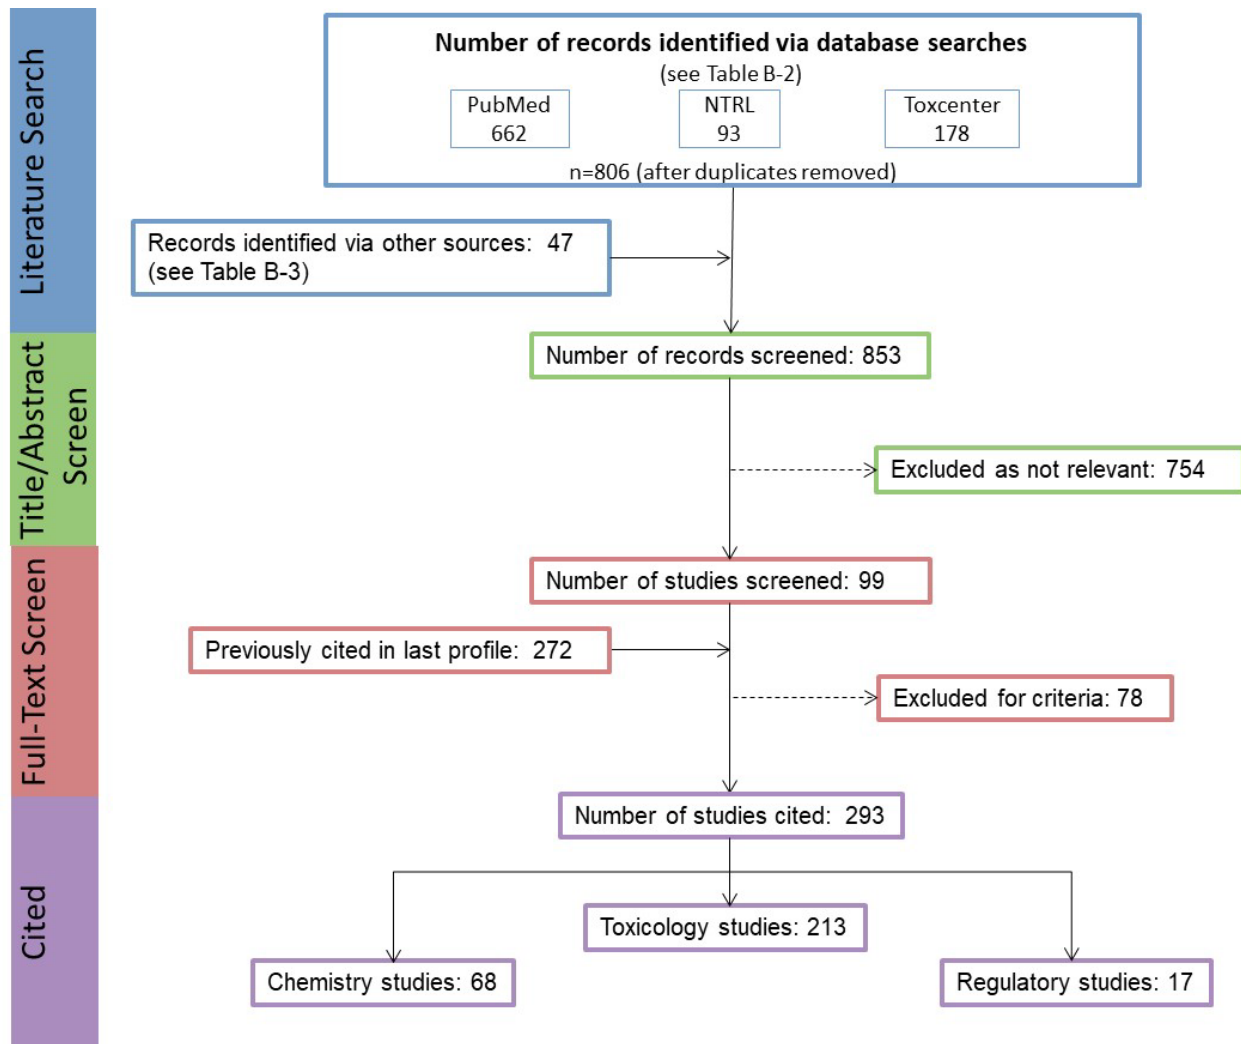 Literature Search
Number of records identified via database searches
(see Table B-2)
PubMed
662
NTRL
93
Toxcenter
178
n=806 (after duplicates removed)
Records identified via other sources: 47
(see Table B-3)
Title/Abstract
Screen
Number of records screened: 853
Excluded as not relevant: 754
Full-Text Screen
Number of studies screened: 99
Previously cited in last profile: 272
Excluded for criteria: 78
Cited
Number of studies cited: 293
Toxicology studies: 213
Chemistry studies: 68
Regulatory studies: 17